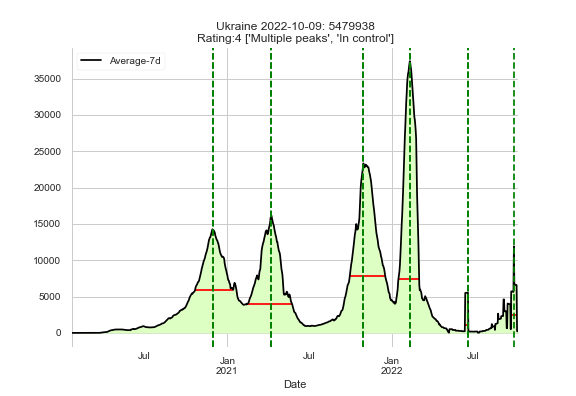 Ukraine 2022-10-09: 5479938
Rating:4 ['Multiple peaks', 'In control']
Average-7d
35000
30000
25000
20000
15000
10000
5000
0
Jul
Jan
2021
Jul
Jan
2022
Jul
Date